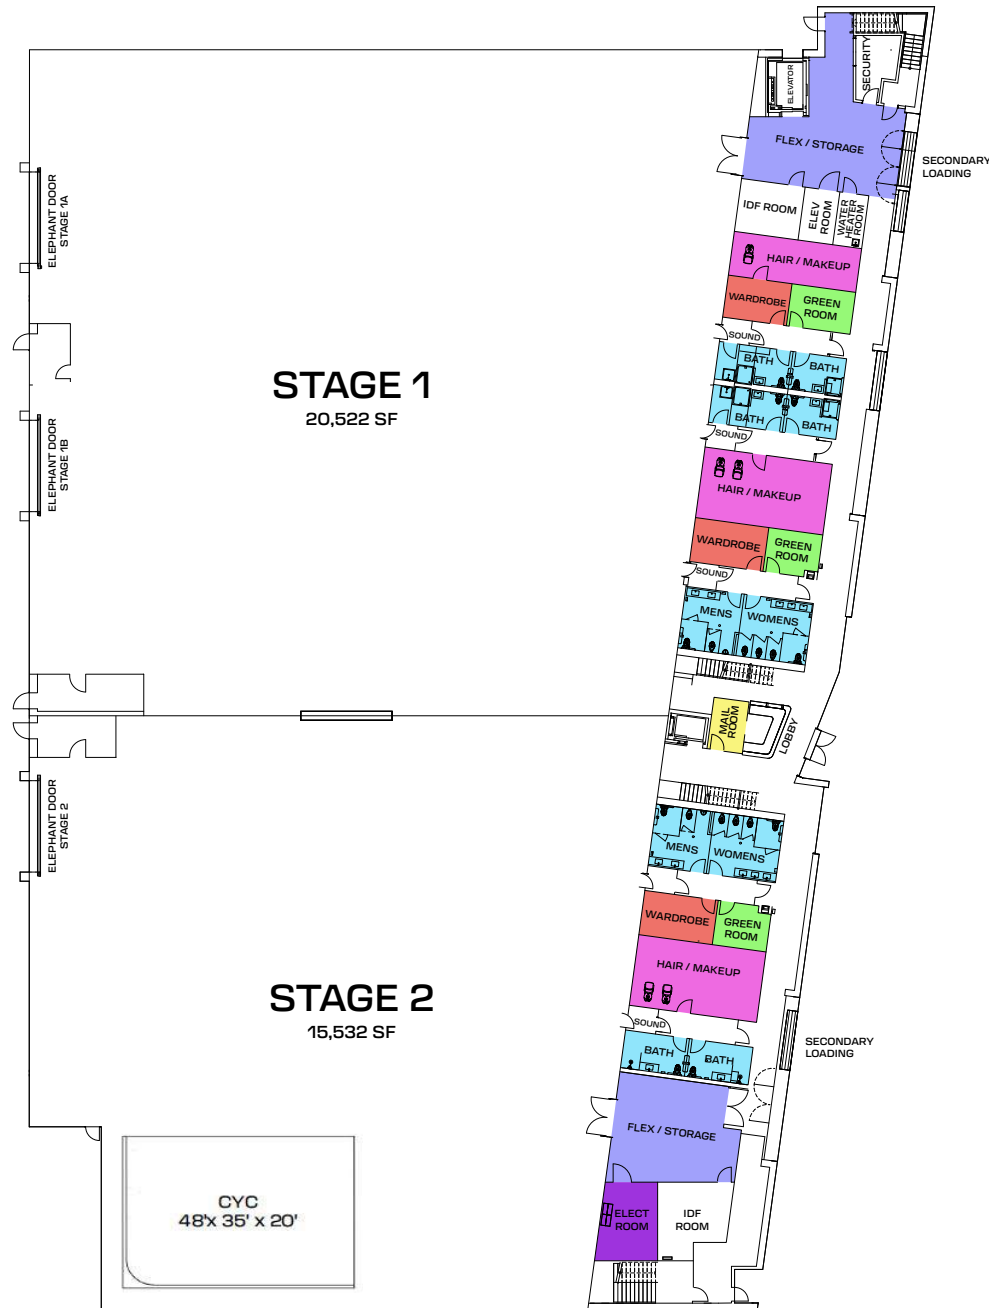 SECURITY
ELEVATOR
FLEX / STORAGE
SECONDARY
LOADING
ELEPHANT DOOR
STAGE 1A
IDF ROOM
ELEV
ROOM
WATER
HEATER
ROOM
HAIR / MAKEUP
WARDROBE
GREEN
ROOM
SOUND
BATH
BATH
STAGE 1
20,522 SF
BATH
BATH
SOUND
ELEPHANT DOOR
STAGE 1B
HAIR / MAKEUP
WARDROBE
GREEN
ROOM
SOUND
MENS
WOMENS
MAIL
ROOM
LOBBY
ELEPHANT DOOR
STAGE 2
MENS
WOMENS
WARDROBE
GREEN
ROOM
HAIR / MAKEUP
STAGE 2
15,532 SF
SOUND
SECONDARY
LOADING
BATH
BATH
FLEX / STORAGE
CYC
48'x 35' x 20'
ELECT
ROOM
IDF
ROOM